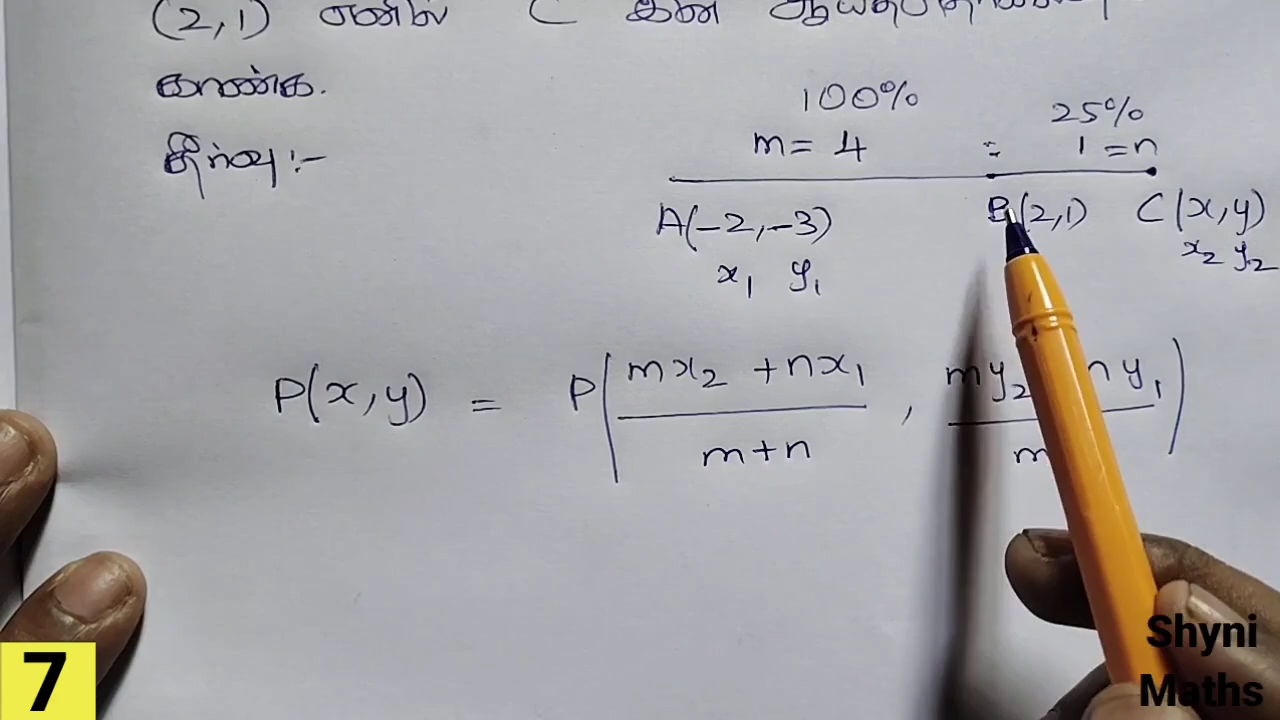 (2,1) எனில் C இன்
காண்க.
தீர்வு :-
100% 25%
m = 4 : 1 = n
A(-2,-3) B(2,1) C(x,y)
x₁ y₁ x₂ y₂
P(x,y) = P(mx₂ + nx₁ / m+n , my₂ ny₁ / m)
7
Shyni
Maths